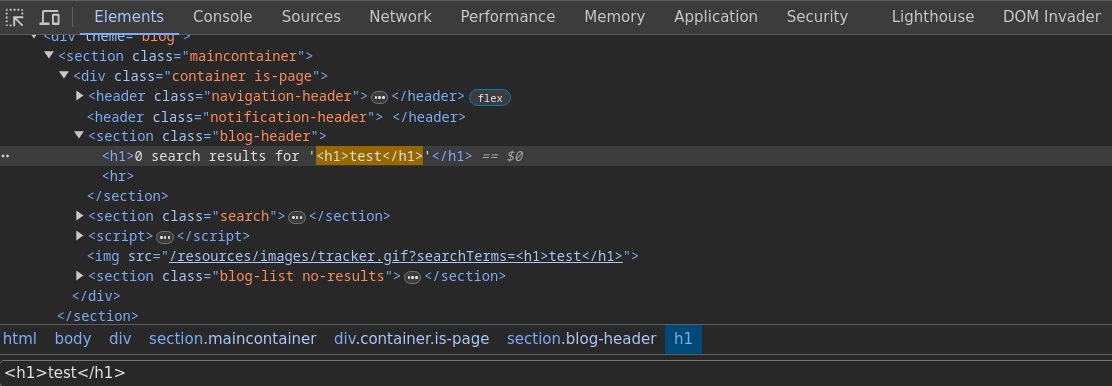 Elements Console Sources Network Performance Memory Application Security Lighthouse DOM Invader
<div theme="blog">
<section class="maincontainer">
<div class="container is-page">
<header class="navigation-header">⋯</header> flex
<header class="notification-header"> </header>
<section class="blog-header">
<h1>0 search results for '<h1>test</h1>'</h1> == $0
<hr>
</section>
<section class="search">⋯</section>
<script>⋯</script>
<img src="/resources/images/tracker.gif?searchTerms=<h1>test</h1>">
<section class="blog-list no-results">⋯</section>
</div>
</section>
html body div section.maincontainer div.container.is-page section.blog-header h1
<h1>test</h1>